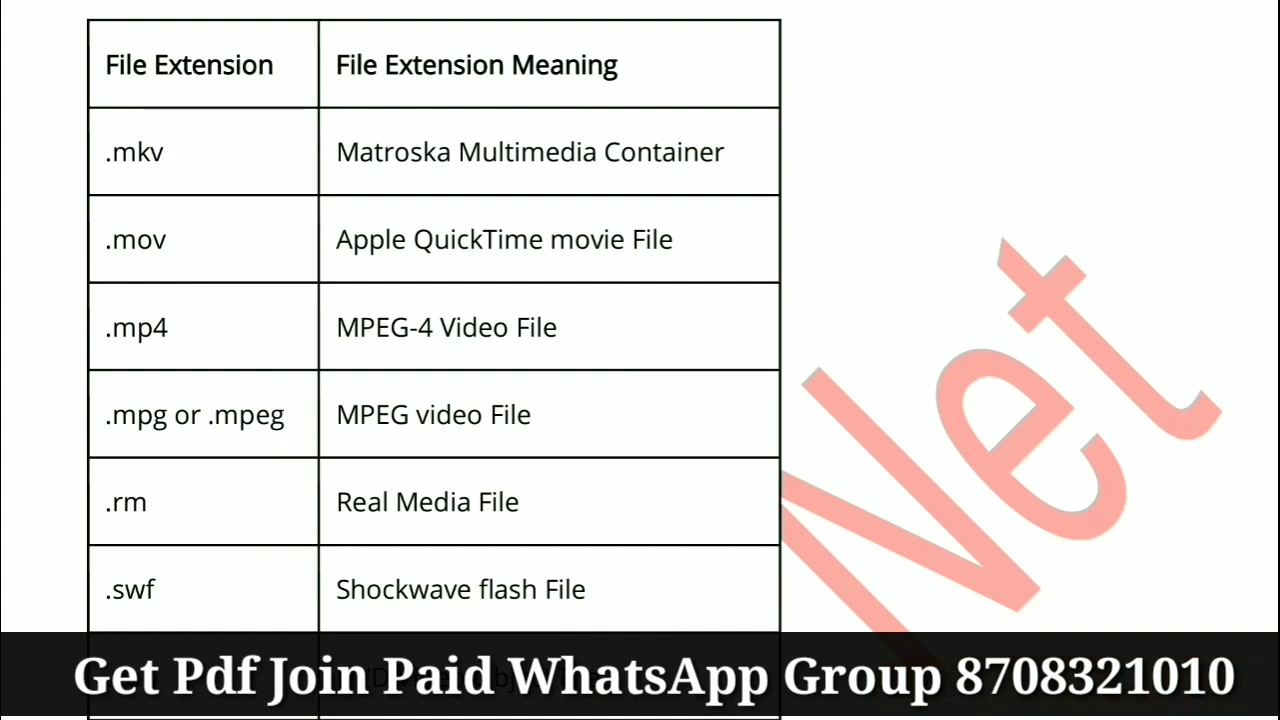 File Extension File Extension Meaning
.mkv Matroska Multimedia Container
.mov Apple QuickTime movie File
.mp4 MPEG-4 Video File
.mpg or .mpeg MPEG video File
.rm Real Media File
.swf Shockwave flash File
Get Pdf Join Paid WhatsApp Group 8708321010
Net